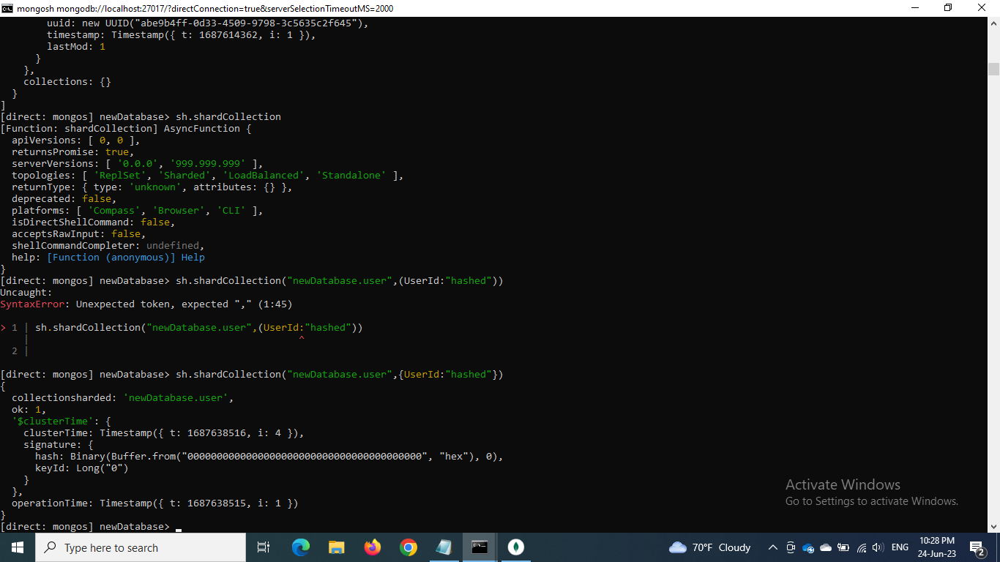 mongosh mongodb://localhost:27017/?directConnection=true&serverSelectionTimeoutMS=2000
uuid: new UUID("abe9b4ff-0d33-4509-9798-3c5635c2f645"),
timestamp: Timestamp({ t: 1687614362, i: 1 }),
lastMod: 1
}
},
collections: {}
}
]
[direct: mongos] newDatabase> sh.shardCollection
[Function: shardCollection] AsyncFunction {
apiVersions: [ 0, 0 ],
returnsPromise: true,
serverVersions: [ '0.0.0', '999.999.999' ],
topologies: [ 'ReplSet', 'Sharded', 'LoadBalanced', 'Standalone' ],
returnType: { type: 'unknown', attributes: {} },
deprecated: false,
platforms: [ 'Compass', 'Browser', 'CLI' ],
isDirectShellCommand: false,
acceptsRawInput: false,
shellCommandCompleter: undefined,
help: [Function (anonymous)] Help
}
[direct: mongos] newDatabase> sh.shardCollection("newDatabase.user",(UserId:"hashed"))
Uncaught:
SyntaxError: Unexpected token, expected "," (1:45)
> 1 | sh.shardCollection("newDatabase.user",(UserId:"hashed"))
| ^
2 |
[direct: mongos] newDatabase> sh.shardCollection("newDatabase.user",{UserId:"hashed"})
{
collectionsharded: 'newDatabase.user',
ok: 1,
'$clusterTime': {
clusterTime: Timestamp({ t: 1687638516, i: 4 }),
signature: {
hash: Binary(Buffer.from("0000000000000000000000000000000000000000", "hex"), 0),
keyId: Long("0")
}
},
operationTime: Timestamp({ t: 1687638515, i: 1 })
}
[direct: mongos] newDatabase>
Activate Windows
Go to Settings to activate Windows.
Type here to search
70°F Cloudy
ENG
10:28 PM
24-Jun-23
2